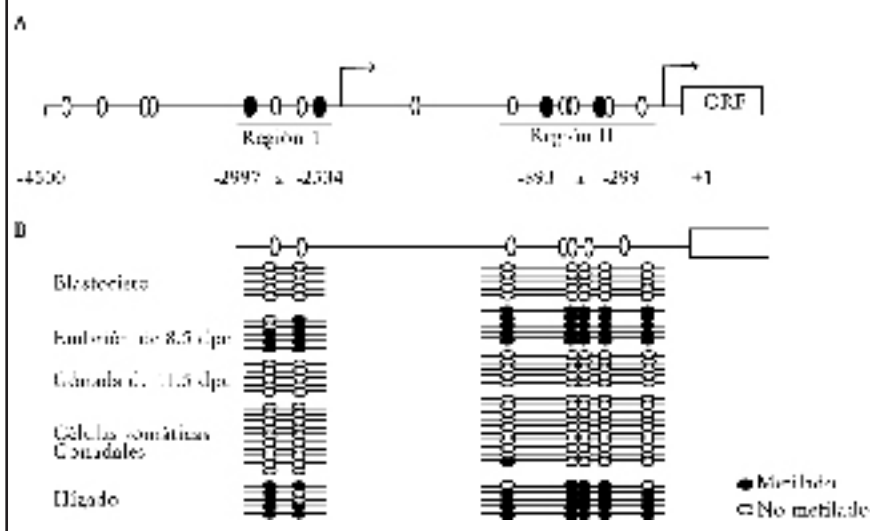 A
ORF
Región I
Región II
-4500
-2997 a -2334
-893 a -299
+1
B
Blastocisto
Embrión de 8.5 dpc
Gónada de 11.5 dpc
Células somáticas
Gonadales
Hígado
Metilado
No metilado